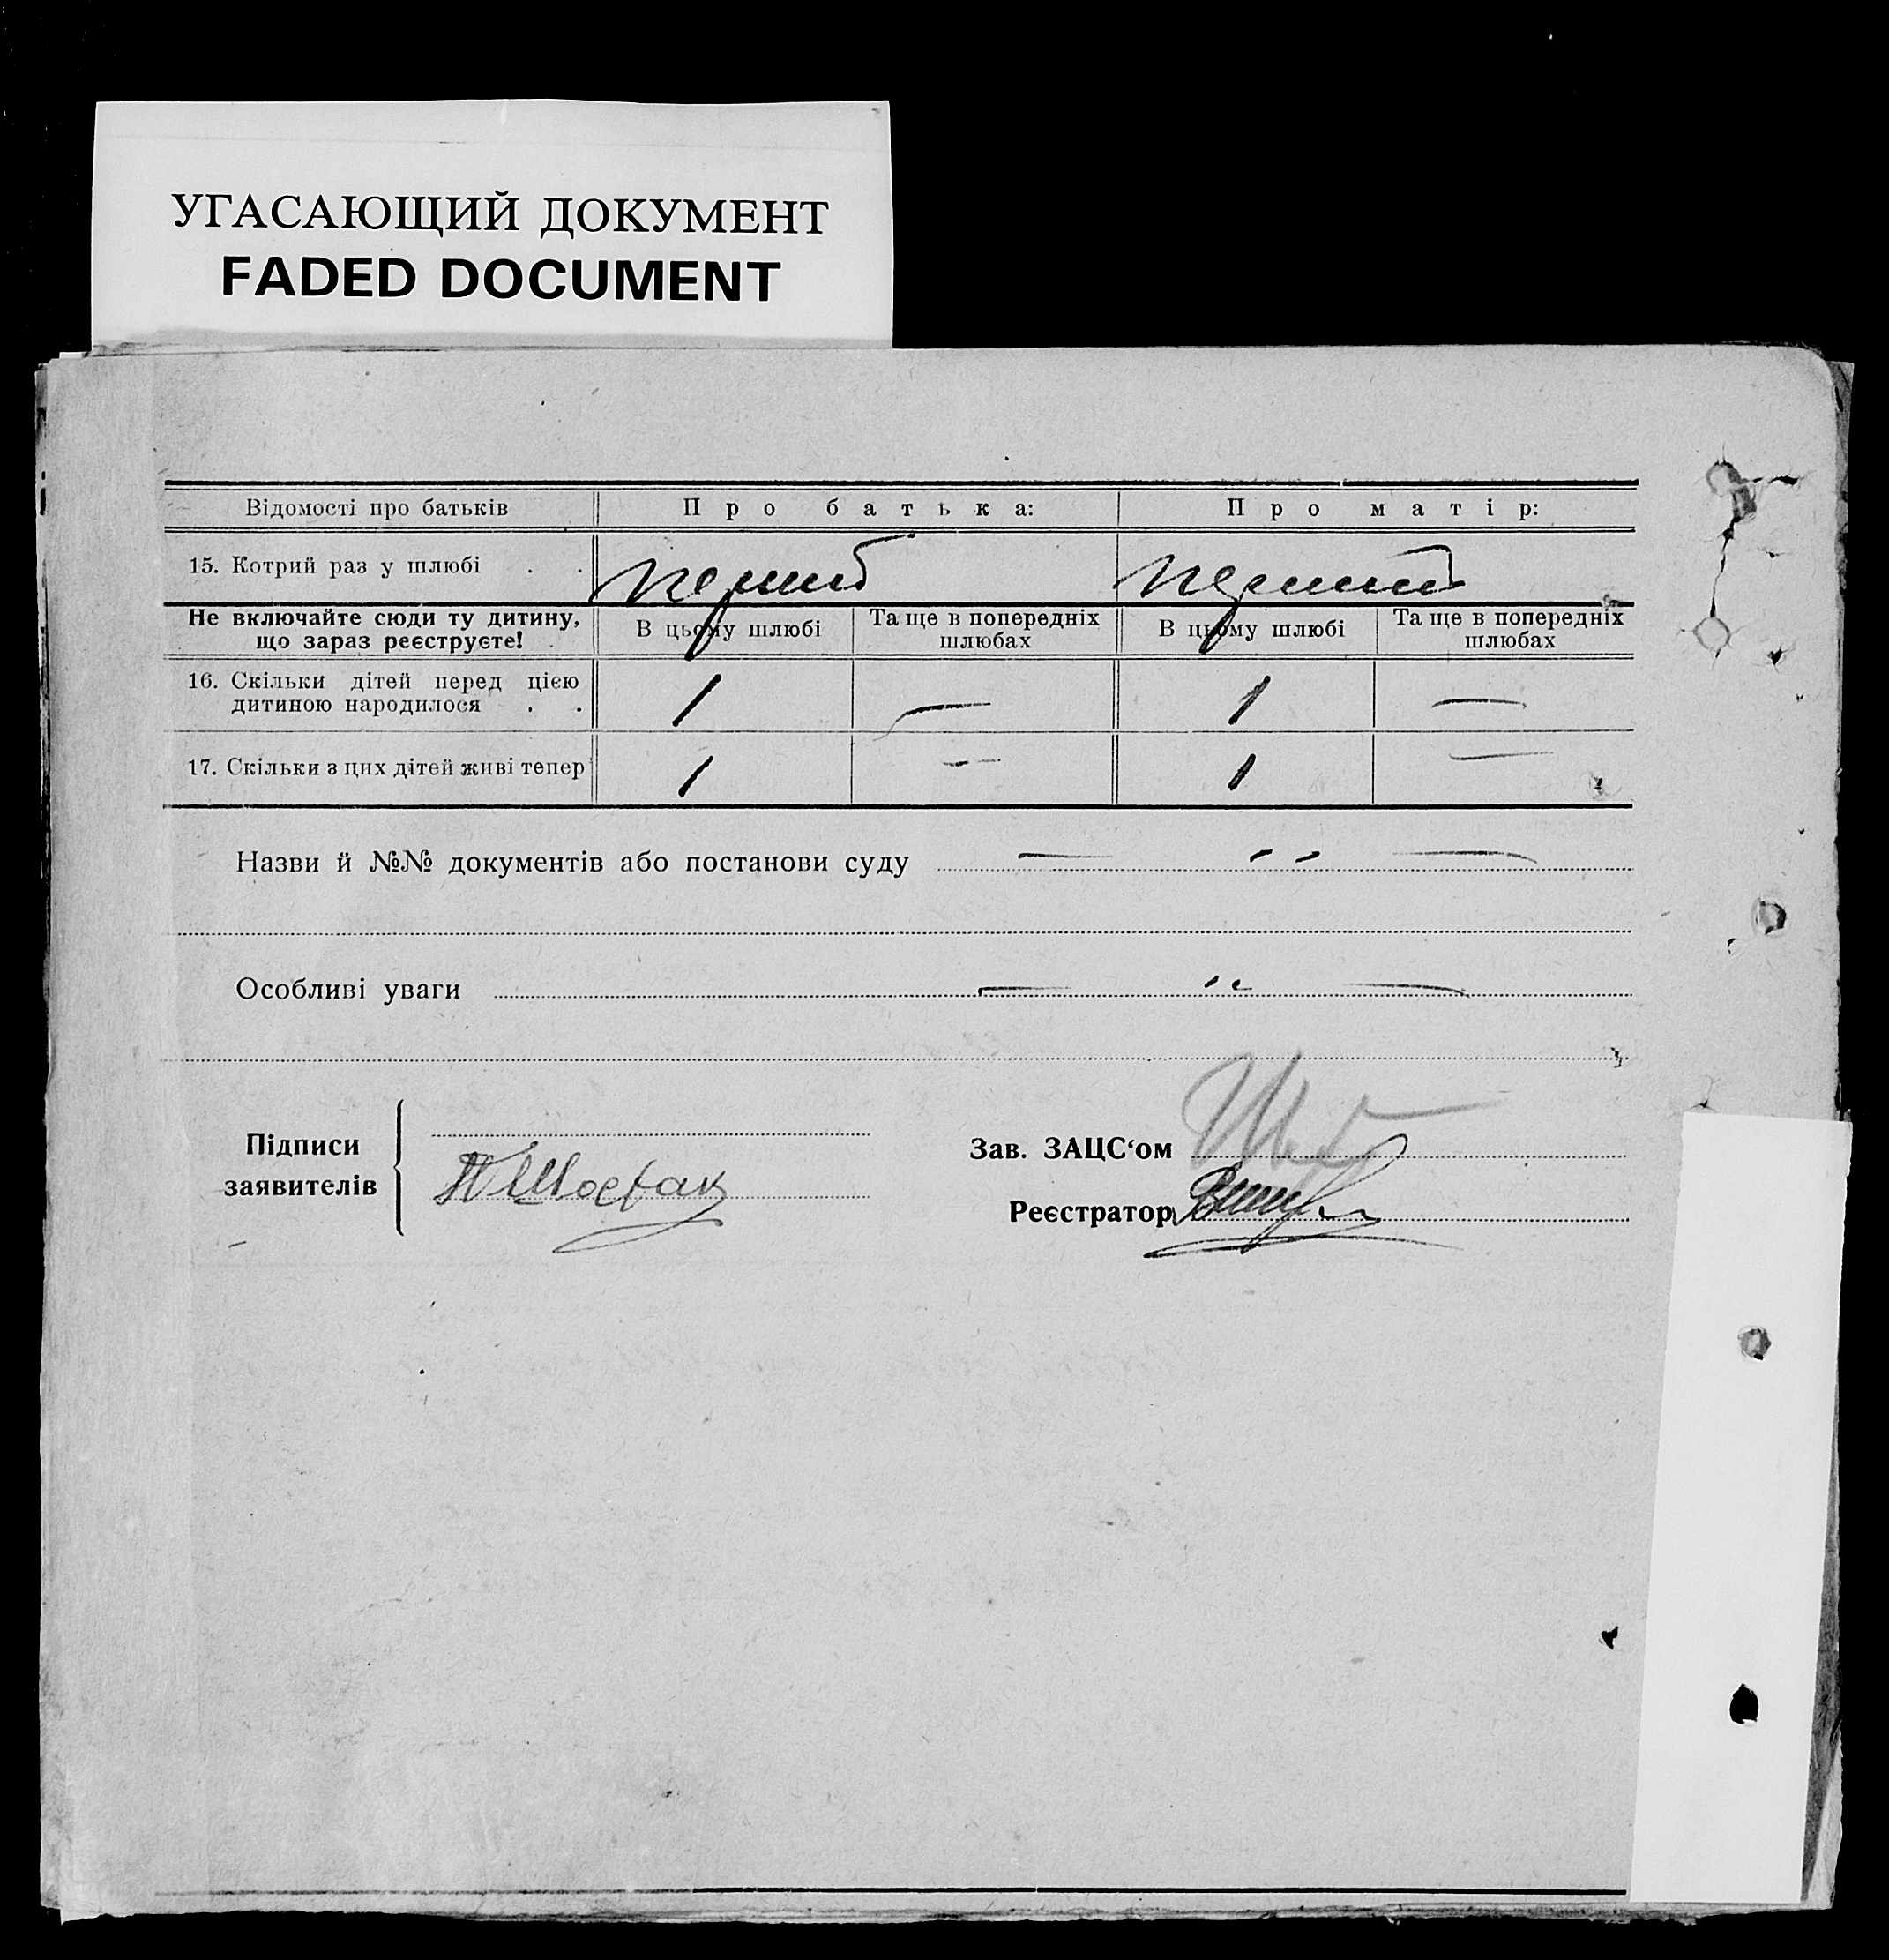 УГАСАЮЩИЙ ДОКУМЕНТ
FADED DOCUMENT
Відомості про батьків Про батька: Про матір:
15. Котрий раз у шлюбі . . перший перший
Не включайте сюди ту дитину, що зараз реєструєте! . В цьому шлюбі Та ще в попередніх шлюбах В цьому шлюбі Та ще в попередніх шлюбах
16. Скільки дітей перед цією
дитиною народилося . . 1 — 1 —
17. Скільки з цих дітей живі тепер 1 — 1 —
Назви й №№ документів або постанови суду — " —
Особливі уваги — " —
Підписи
заявителів
Шостак
Зав. ЗАЦС‘ом
Реєстратор